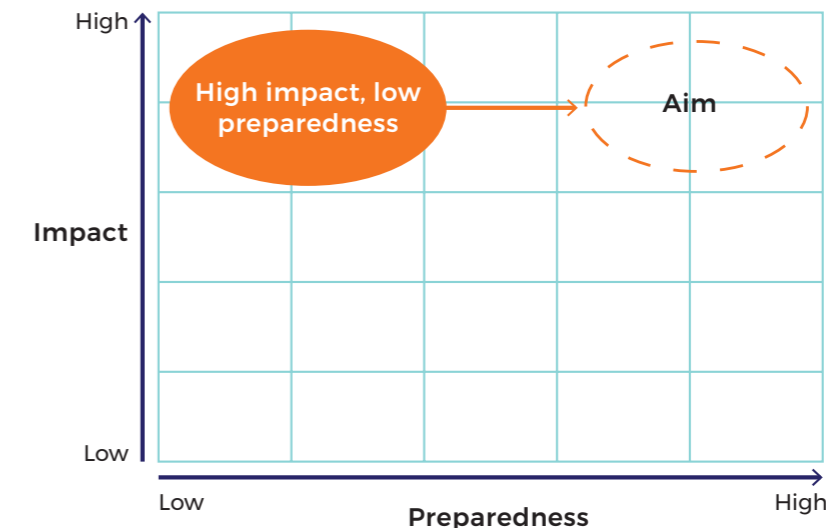 High
High impact, low
preparedness
Aim
Impact
Low
Low
High
Preparedness